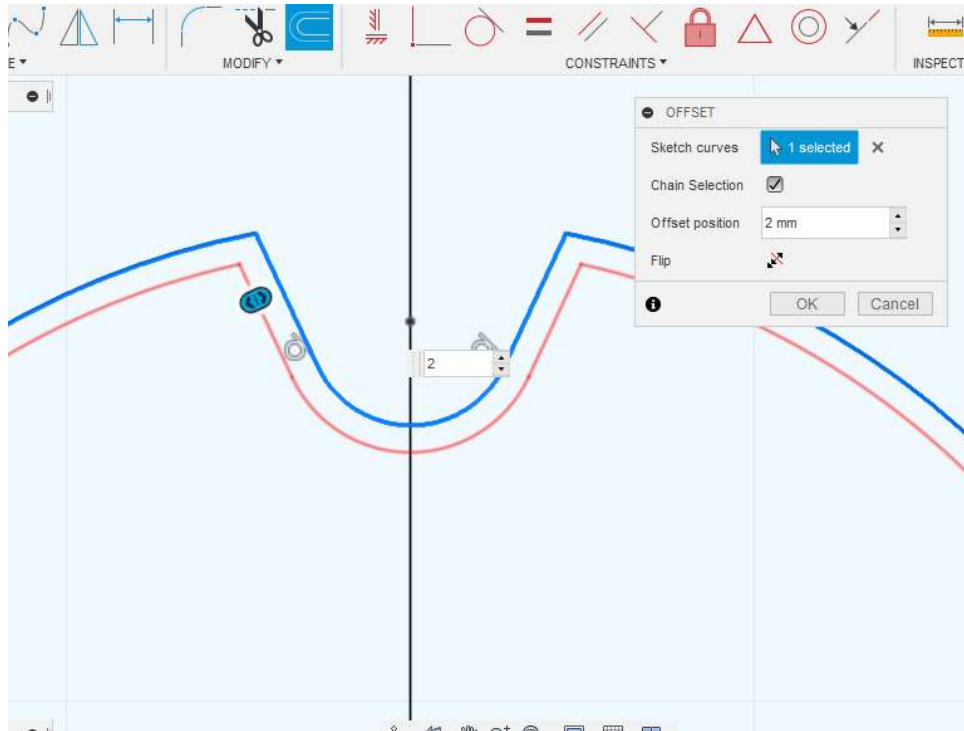 E ▾
MODIFY ▾
CONSTRAINTS ▾
INSPECT
OFFSET
Sketch curves
1 selected
Chain Selection
Offset position
2 mm
Flip
OK
Cancel
2